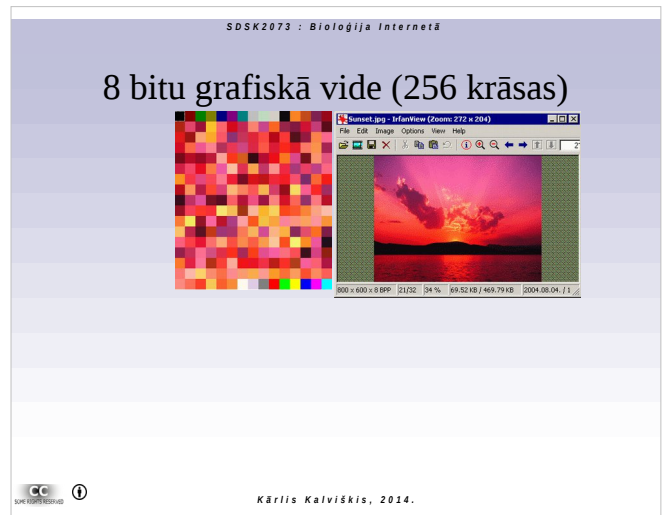 SDSK2073 : Bioloģija Internetā
8 bitu grafiskā vide (256 krāsas)
Sunset.jpg - IrfanView (Zoom: 272 x 204)
File Edit Image Options View Help
800 x 600 x 8 BPP 21/32 34 % 69.52 KB / 469.79 KB 2004.08.04. / 1
CC
SOME RIGHTS RESERVED
Kārlis Kalviškis, 2014.